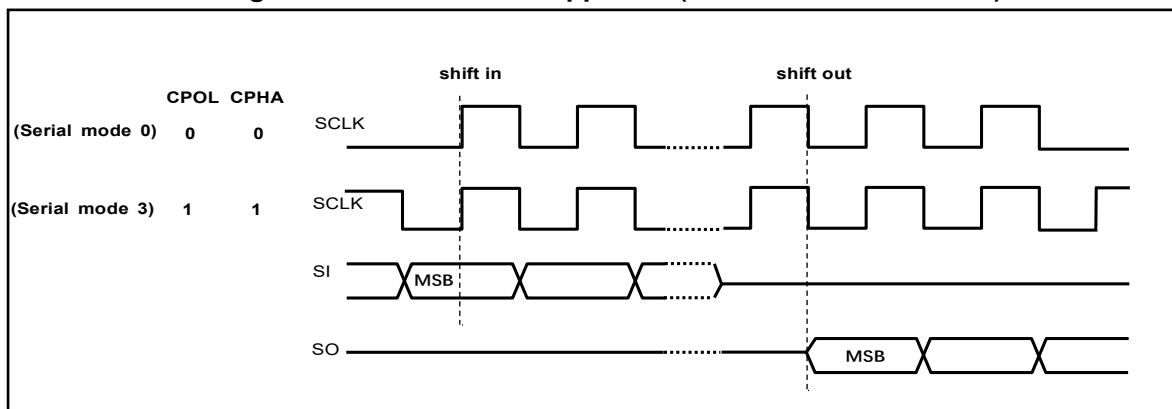 shift in shift out
CPOL CPHA
(Serial mode 0) 0 0 SCLK
(Serial mode 3) 1 1 SCLK
SI MSB
SO MSB